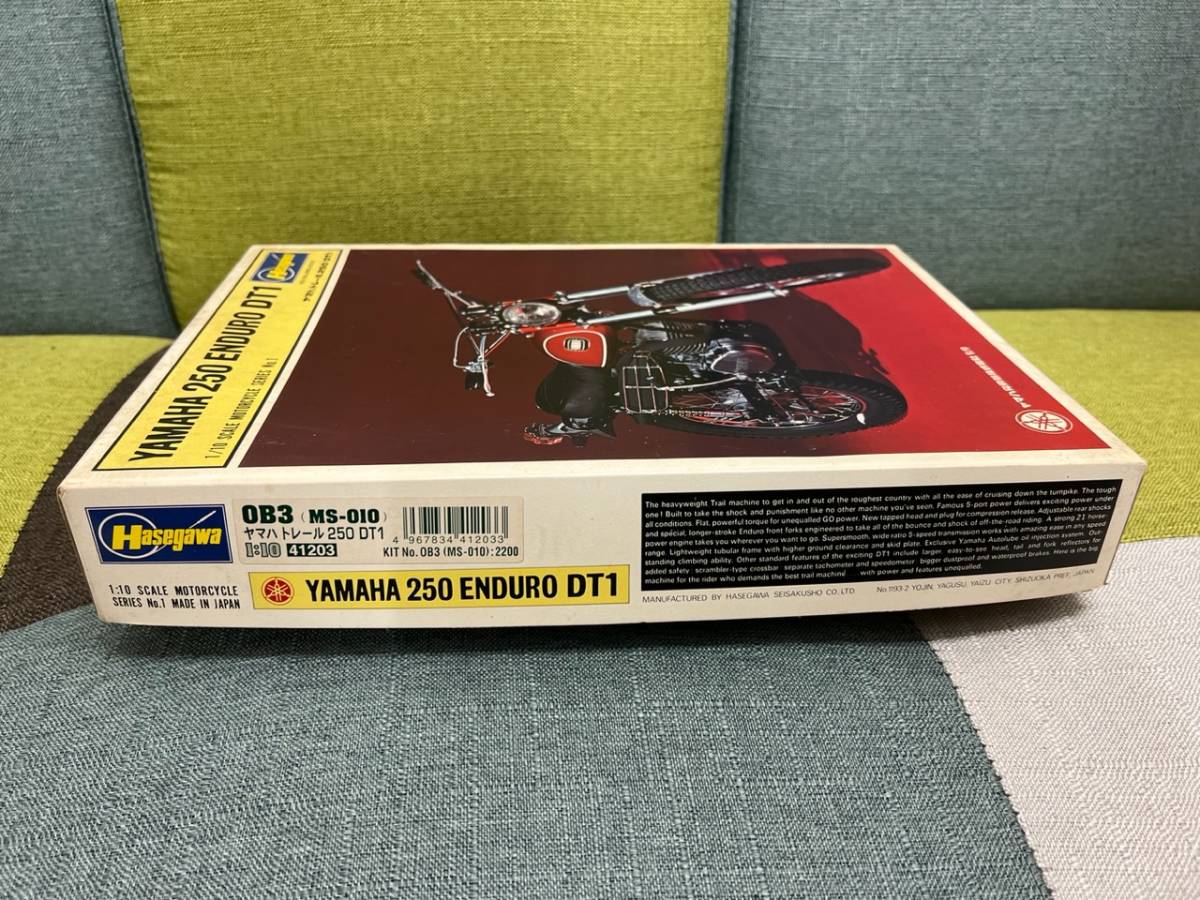 YAMAHA 250 ENDURO DT1
Hasegawa
1/10 SCALE MOTORCYCLE SERIES No.1
ヤマハ トレール250 DT1
Hasegawa
OB3 (MS-010)
ヤマハ トレール 250 DT1
1:10 41203
4 967834 412033
KIT No. OB3 (MS-010):2200
1:10 SCALE MOTORCYCLE
SERIES No.1 MADE IN JAPAN
YAMAHA 250 ENDURO DT1
The heavyweight Trail machine to get in and out of the roughest country with all the ease of cruising down the turnpike. The tough
one! Built to take the shock and punishment like no other machine you've seen. Famous 5-port power delivers exciting power under
all conditions. Flat, powerful torque for unequalled GO power. New tapped head and plug for compression release. Adjustable rear shocks
and special, longer-stroke Enduro front forks engineered to take all of the bounce and shock of off-the-road riding. A strong 21 horse-
power engine takes you wherever you want to go. Supersmooth, wide ratio 5-speed transmission works with amazing ease in any speed
range. Lightweight tubular frame with higher ground clearance and skid plate. Exclusive Yamaha Autolube oil injection system. Out-
standing climbing ability. Other standard features of the exciting DT1 include larger, easy-to-see head, tail and fork reflectors for
added safety, scrambler-type crossbar separate tachometer and speedometer bigger dustproof and waterproof brakes. Here is the big
machine for the rider who demands the best trail machine with power and features unequalled.
MANUFACTURED BY HASEGAWA SEISAKUSHO CO. LTD. No.1193-2 YOJIN, YAGUSU, YAIZU CITY, SHIZUOKA PREF, JAPAN